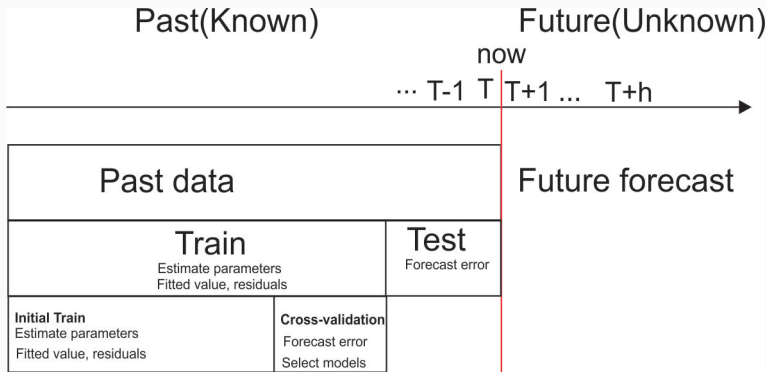 Past(Known)
Future(Unknown)
now
... T-1 T T+1 ... T+h
Past data
Future forecast
Train
Estimate parameters
Fitted value, residuals
Test
Forecast error
Initial Train
Estimate parameters
Fitted value, residuals
Cross-validation
Forecast error
Select models